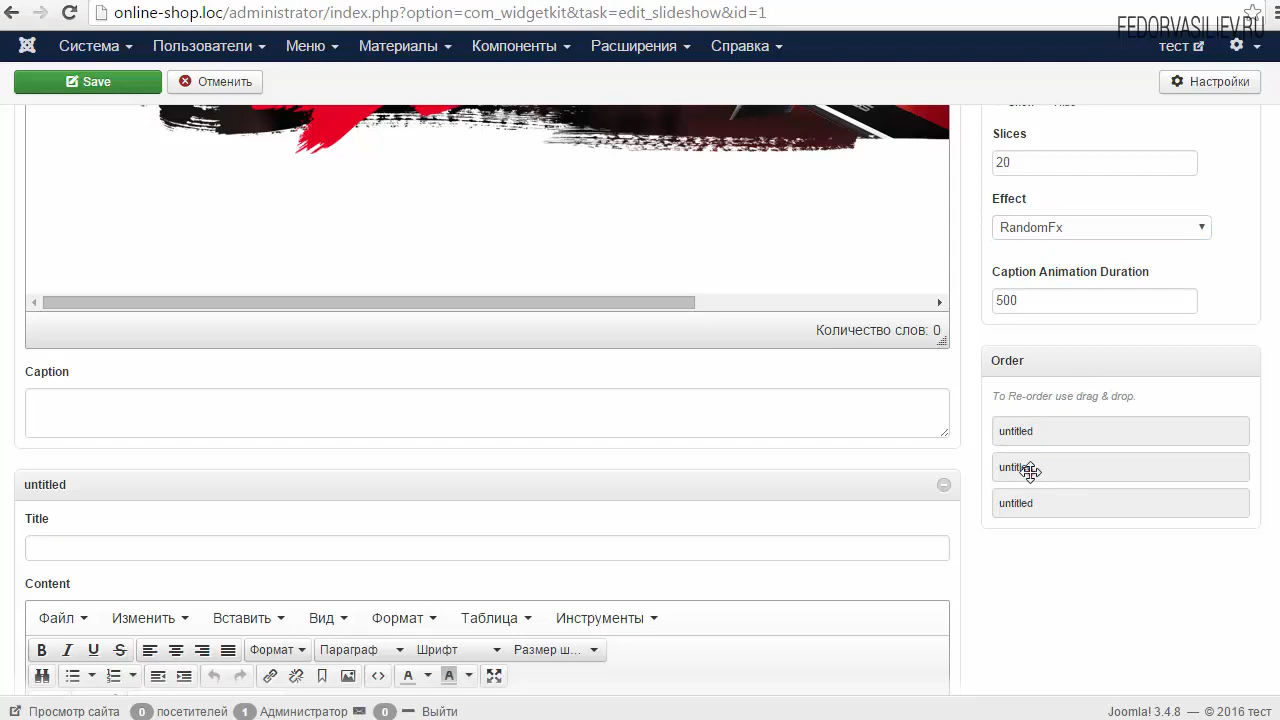 online-shop.loc/administrator/index.php?option=com_widgetkit&task=edit_slideshow&id=1
FEDORVASILIEV.RU
Система Пользователи Меню Материалы Компоненты Расширения Справка тест
Save Отменить Настройки
Slices
20
Effect
RandomFx
Caption Animation Duration
500
Количество слов: 0
Order
Caption
To Re-order use drag & drop.
untitled
untitled
untitled
untitled
Title
Content
Файл Изменить Вставить Вид Формат Таблица Инструменты
B I U S Формат Параграф Шрифт Размер ш...
A A
Просмотр сайта 0 посетителей 1 Администратор 0 Выйти Joomla! 3.4.8 — © 2016 тест